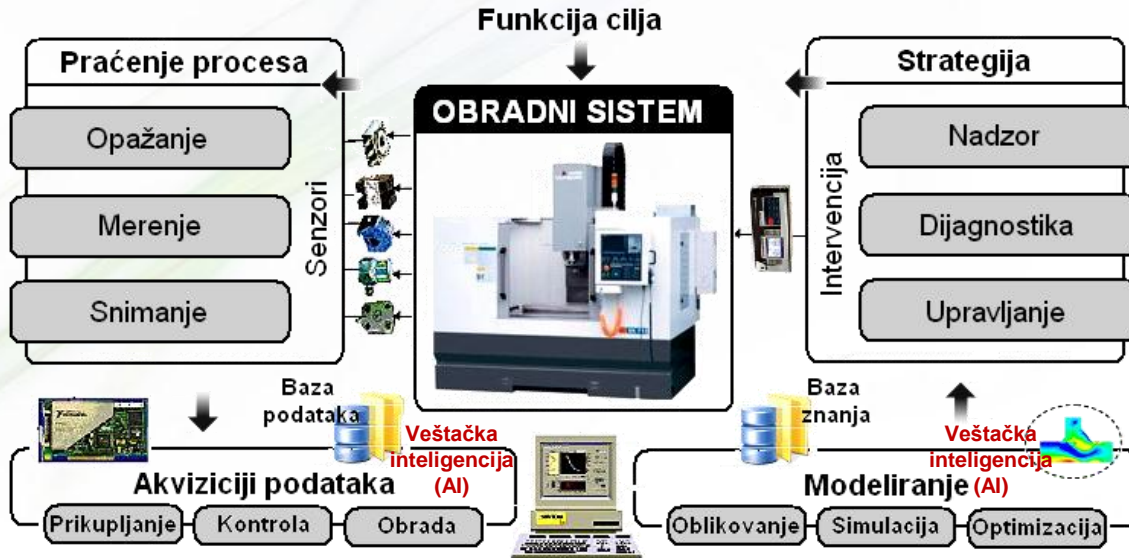 Funkcija cilja
Praćenje procesa
Opažanje
Merenje
Snimanje
Senzori
OBRADNI SISTEM
Strategija
Intervencija
Nadzor
Dijagnostika
Upravljanje
Baza
podataka
Veštačka
inteligencija
(AI)
Akviziciji podataka
Prikupljanje
Kontrola
Obrada
Baza
znanja
Veštačka
inteligencija
(AI)
Modeliranje
Oblikovanje
Simulacija
Optimizacija